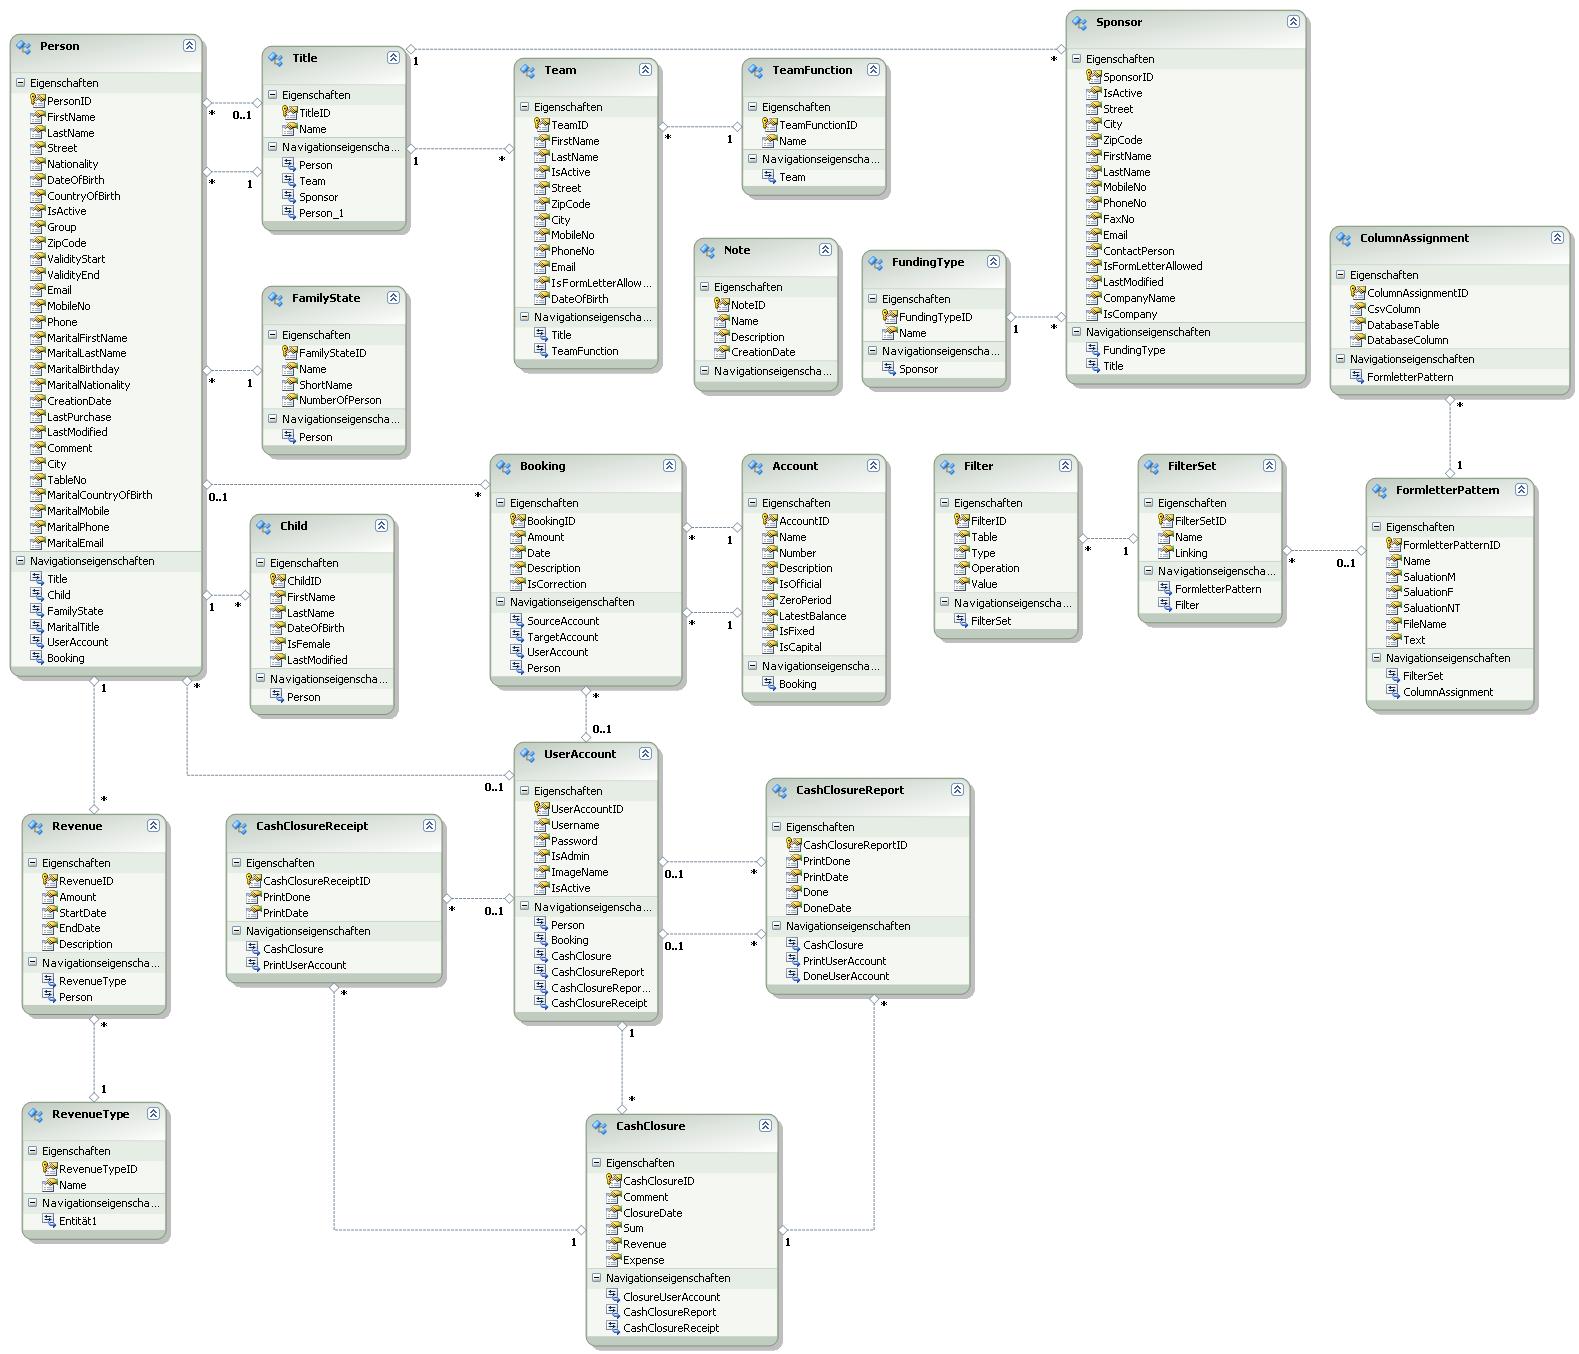 Person
Eigenschaften
PersonID
FirstName
LastName
Street
Nationality
DateOfBirth
CountryOfBirth
IsActive
Group
ZipCode
ValidityStart
ValidityEnd
Email
MobileNo
Phone
MaritalFirstName
MaritalLastName
MaritalBirthday
MaritalNationality
CreationDate
LastPurchase
LastModified
Comment
City
TableNo
MaritalCountryOfBirth
MaritalMobile
MaritalPhone
MaritalEmail
Navigationseigenschaften
Title
Child
FamilyState
MaritalTitle
UserAccount
Booking
* 0..1
* 1
* 1
0..1 *
1 *
1 *
* 0..1
Title
Eigenschaften
TitleID
Name
Navigationseigenscha...
Person
Team
Sponsor
Person_1
1 *
1 *
Team
Eigenschaften
TeamID
FirstName
LastName
IsActive
Street
ZipCode
City
MobileNo
PhoneNo
Email
IsFormLetterAllow...
DateOfBirth
Navigationseigenscha...
Title
TeamFunction
* 1
TeamFunction
Eigenschaften
TeamFunctionID
Name
Navigationseigenscha...
Team
Sponsor
Eigenschaften
SponsorID
IsActive
Street
City
ZipCode
FirstName
LastName
MobileNo
PhoneNo
FaxNo
Email
ContactPerson
IsFormLetterAllowed
LastModified
CompanyName
IsCompany
Navigationseigenschaften
FundingType
Title
Note
Eigenschaften
NoteID
Name
Description
CreationDate
Navigationseigenscha...
FundingType
Eigenschaften
FundingTypeID
Name
Navigationseigenscha...
Sponsor
1 *
ColumnAssignment
Eigenschaften
ColumnAssignmentID
CsvColumn
DatabaseTable
DatabaseColumn
Navigationseigenschaften
FormletterPattern
*
1
FamilyState
Eigenschaften
FamilyStateID
Name
ShortName
NumberOfPerson
Navigationseigenscha...
Person
Child
Eigenschaften
ChildID
FirstName
LastName
DateOfBirth
IsFemale
LastModified
Navigationseigenscha...
Person
Booking
Eigenschaften
BookingID
Amount
Date
Description
IsCorrection
Navigationseigenschaften
SourceAccount
TargetAccount
UserAccount
Person
* 1
* 1
*
0..1
Account
Eigenschaften
AccountID
Name
Number
Description
IsOfficial
ZeroPeriod
LatestBalance
IsFixed
IsCapital
Navigationseigenscha...
Booking
Filter
Eigenschaften
FilterID
Table
Type
Operation
Value
Navigationseigenscha...
FilterSet
* 1
FilterSet
Eigenschaften
FilterSetID
Name
Linking
Navigationseigenscha...
FormletterPattern
Filter
* 0..1
FormletterPattern
Eigenschaften
FormletterPatternID
Name
SaluationM
SaluationF
SaluationNT
FileName
Text
Navigationseigenschaften
FilterSet
ColumnAssignment
Revenue
Eigenschaften
RevenueID
Amount
StartDate
EndDate
Description
Navigationseigenscha...
RevenueType
Person
*
1
RevenueType
Eigenschaften
RevenueTypeID
Name
Navigationseigenscha...
Entität1
CashClosureReceipt
Eigenschaften
CashClosureReceiptID
PrintDone
PrintDate
Navigationseigenschaften
CashClosure
PrintUserAccount
* 0..1
* 1
UserAccount
Eigenschaften
UserAccountID
Username
Password
IsAdmin
ImageName
IsActive
Navigationseigenscha...
Person
Booking
CashClosure
CashClosureReport
CashClosureRepor...
CashClosureReceipt
0..1 *
0..1 *
1
*
CashClosureReport
Eigenschaften
CashClosureReportID
PrintDone
PrintDate
Done
DoneDate
Navigationseigenschaften
CashClosure
PrintUserAccount
DoneUserAccount
*
1
CashClosure
Eigenschaften
CashClosureID
Comment
ClosureDate
Sum
Revenue
Expense
Navigationseigenschaften
ClosureUserAccount
CashClosureReport
CashClosureReceipt